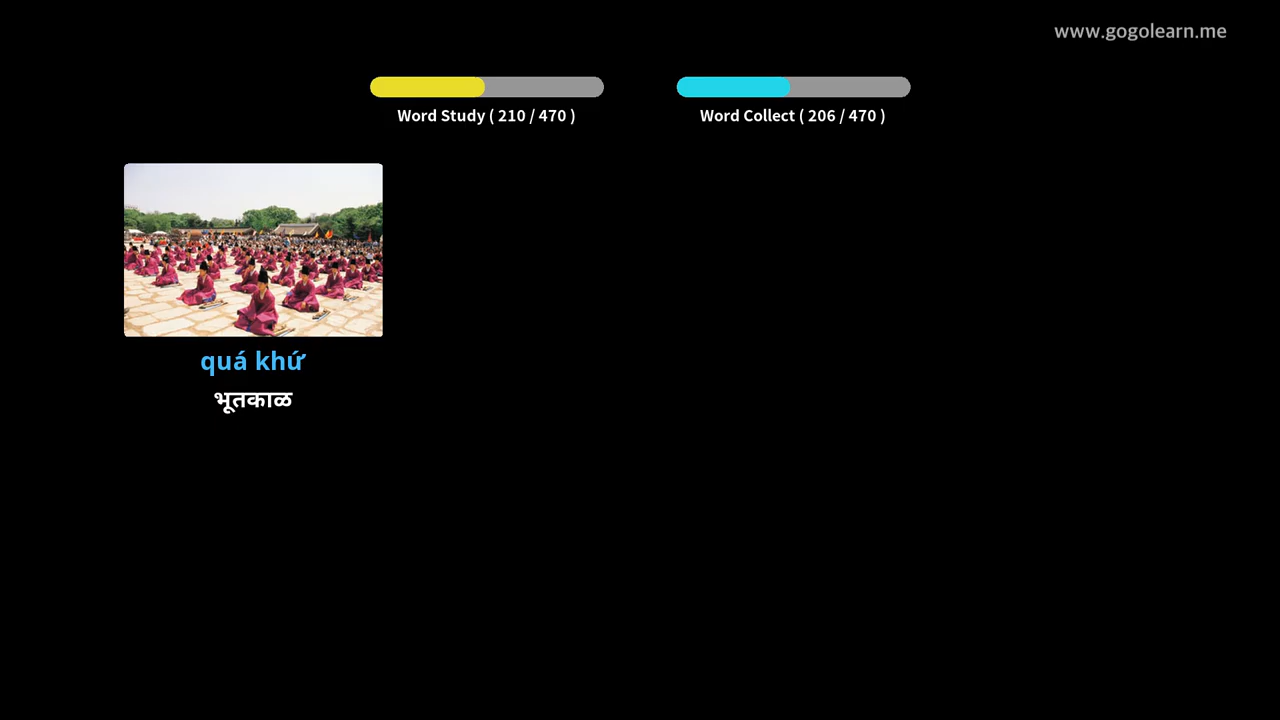 www.gogolearn.me
Word Study ( 210 / 470 )
Word Collect ( 206 / 470 )
quá khứ
भूतकाळ